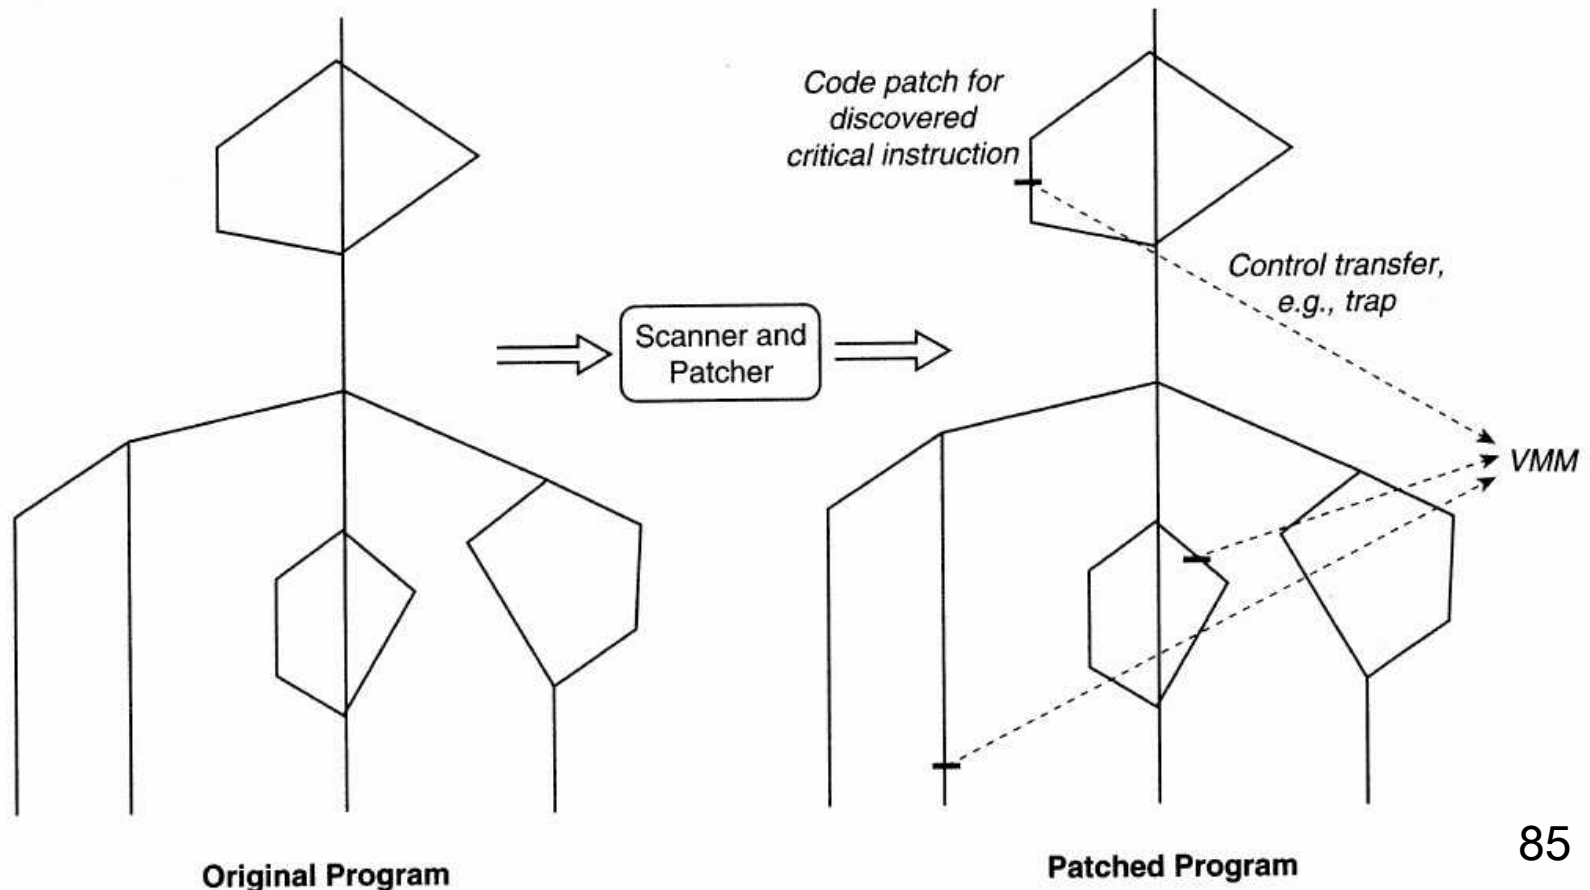 Code patch for
discovered
critical instruction
Control transfer,
e.g., trap
Scanner and
Patcher
VMM
Original Program
Patched Program
85